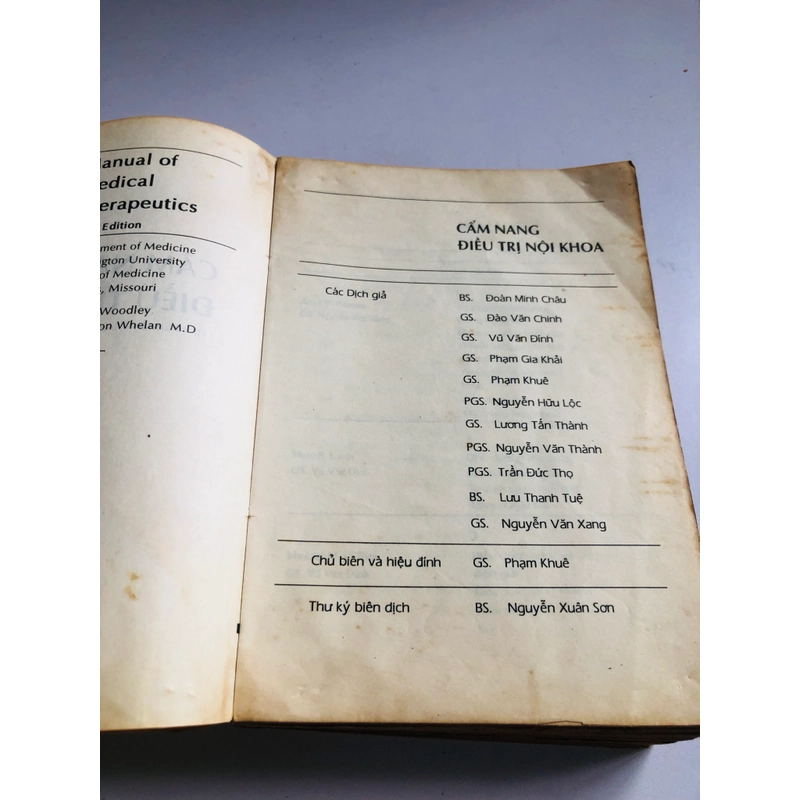 anual of
edical
erapeutics
Edition
ment of Medicine
ngton University
of Medicine
s, Missouri
Woodley
on Whelan M.D
CẨM NANG
ĐIỀU TRỊ NỘI KHOA
Các Dịch giả
BS. Đoàn Minh Châu
GS. Đào Văn Chinh
GS. Vũ Văn Đính
GS. Phạm Gia Khải
GS. Phạm Khuê
PGS. Nguyễn Hữu Lộc
GS. Lương Tấn Thành
PGS. Nguyễn Văn Thành
PGS. Trần Đức Thọ
BS. Lưu Thanh Tuệ
GS. Nguyễn Văn Xang
Chủ biên và hiệu đính GS. Phạm Khuê
Thư ký biên dịch BS. Nguyễn Xuân Sơn